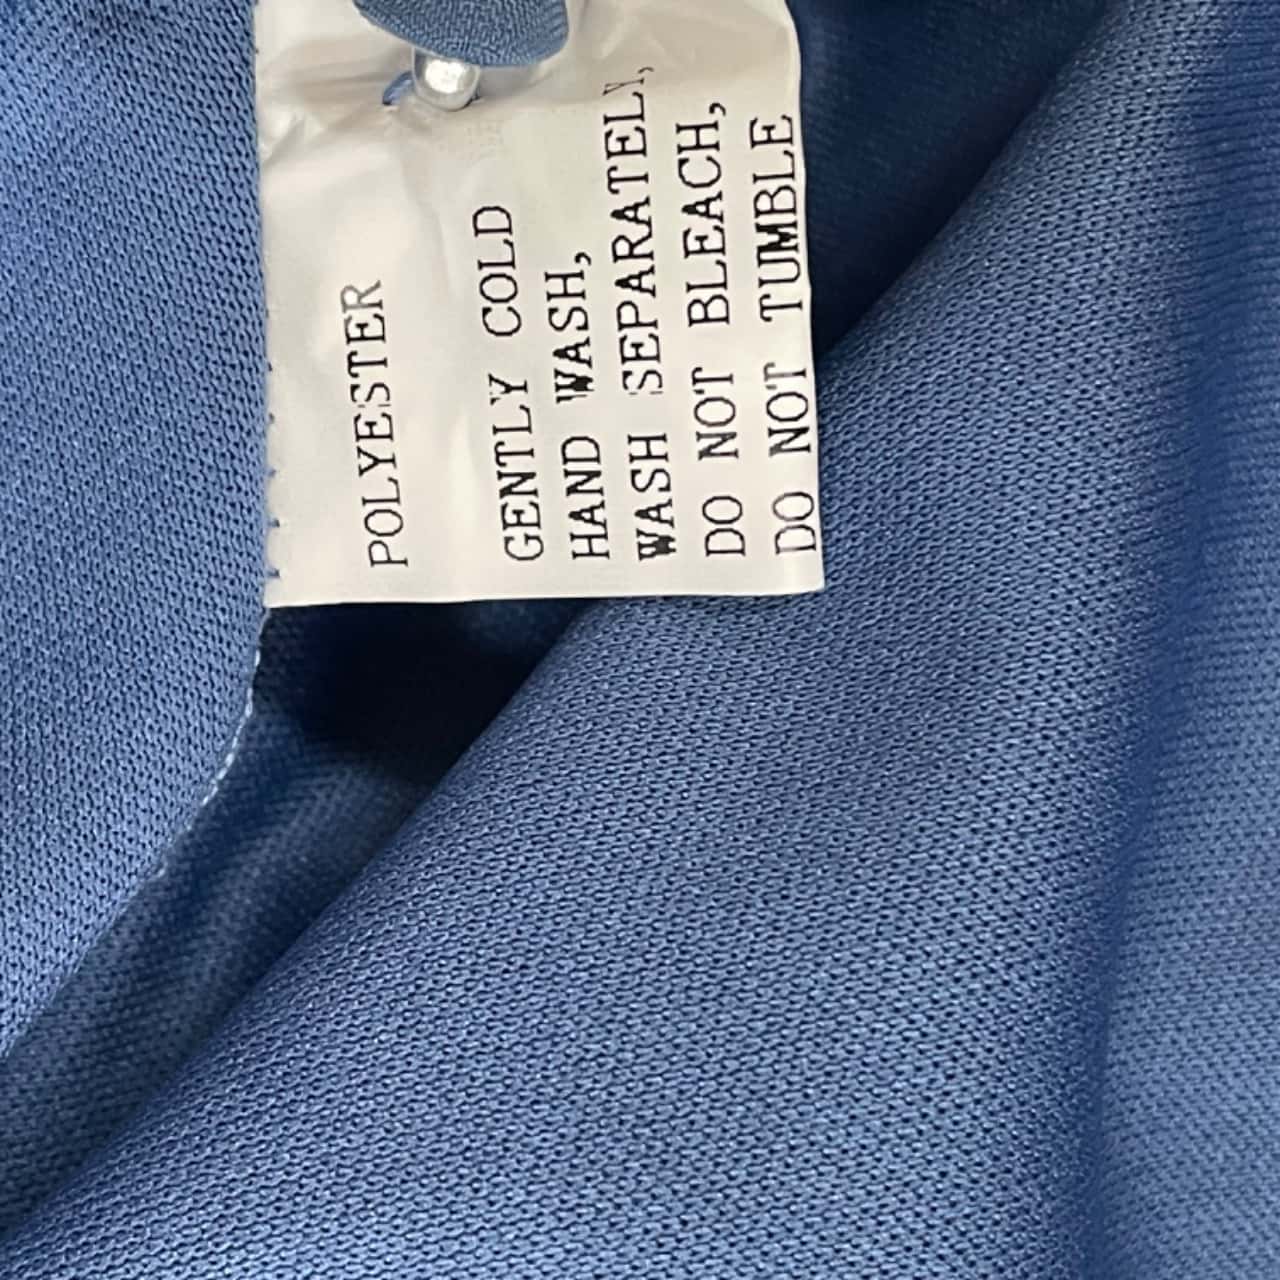 POLYESTER
GENTLY COLD
HAND WASH,
WASH SEPARATELY,
DO NOT BLEACH,
DO NOT TUMBLE